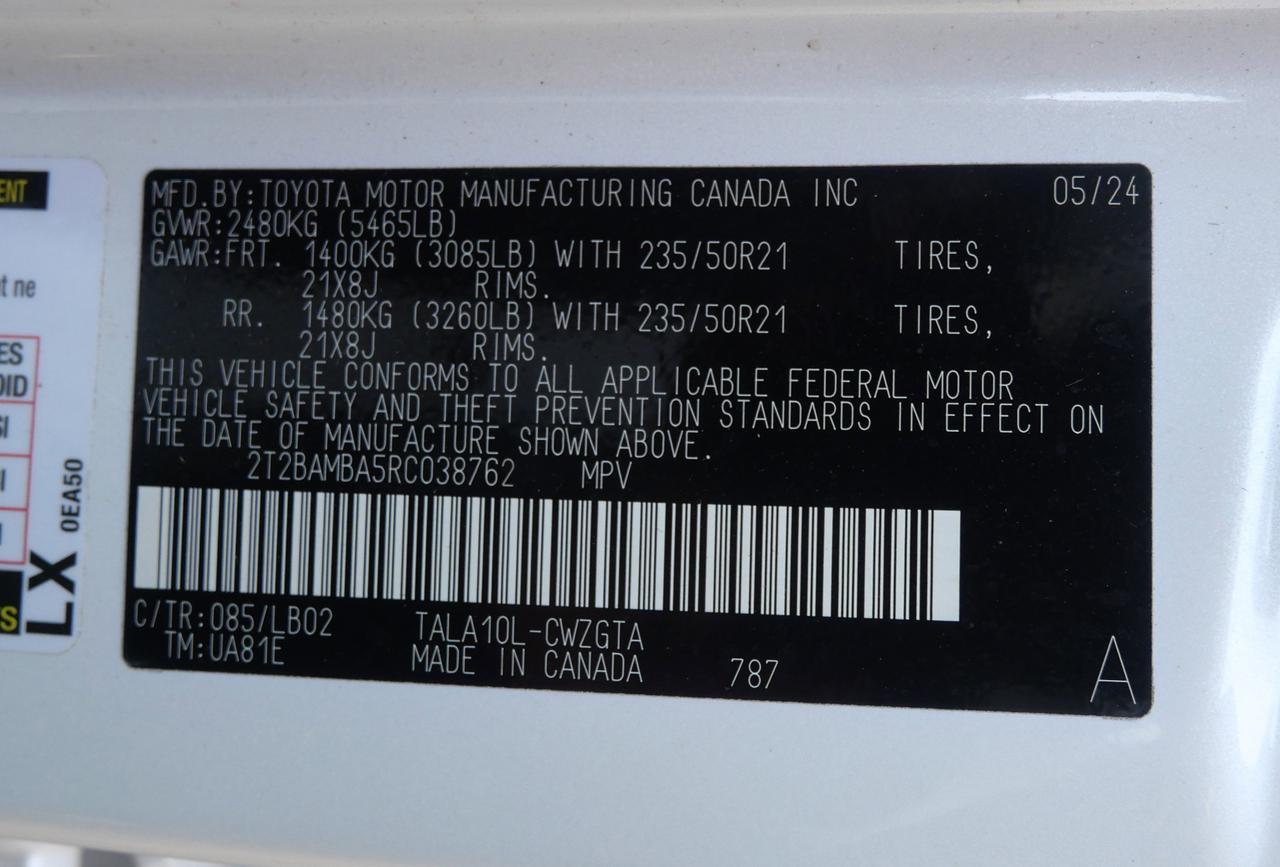 MFD.BY:TOYOTA MOTOR MANUFACTURING CANADA INC 05/24
GVWR:2480KG (5465LB)
GAWR:FRT. 1400KG (3085LB) WITH 235/50R21 TIRES,
21X8J RIMS.
RR. 1480KG (3260LB) WITH 235/50R21 TIRES,
21X8J RIMS.
THIS VEHICLE CONFORMS TO ALL APPLICABLE FEDERAL MOTOR
VEHICLE SAFETY AND THEFT PREVENTION STANDARDS IN EFFECT ON
THE DATE OF MANUFACTURE SHOWN ABOVE.
2T2BAMBA5RC038762 MPV
C/TR:085/LB02 TALA10L-CWZGTA
TM:UA81E MADE IN CANADA 787
A
ne
LX 0EA50